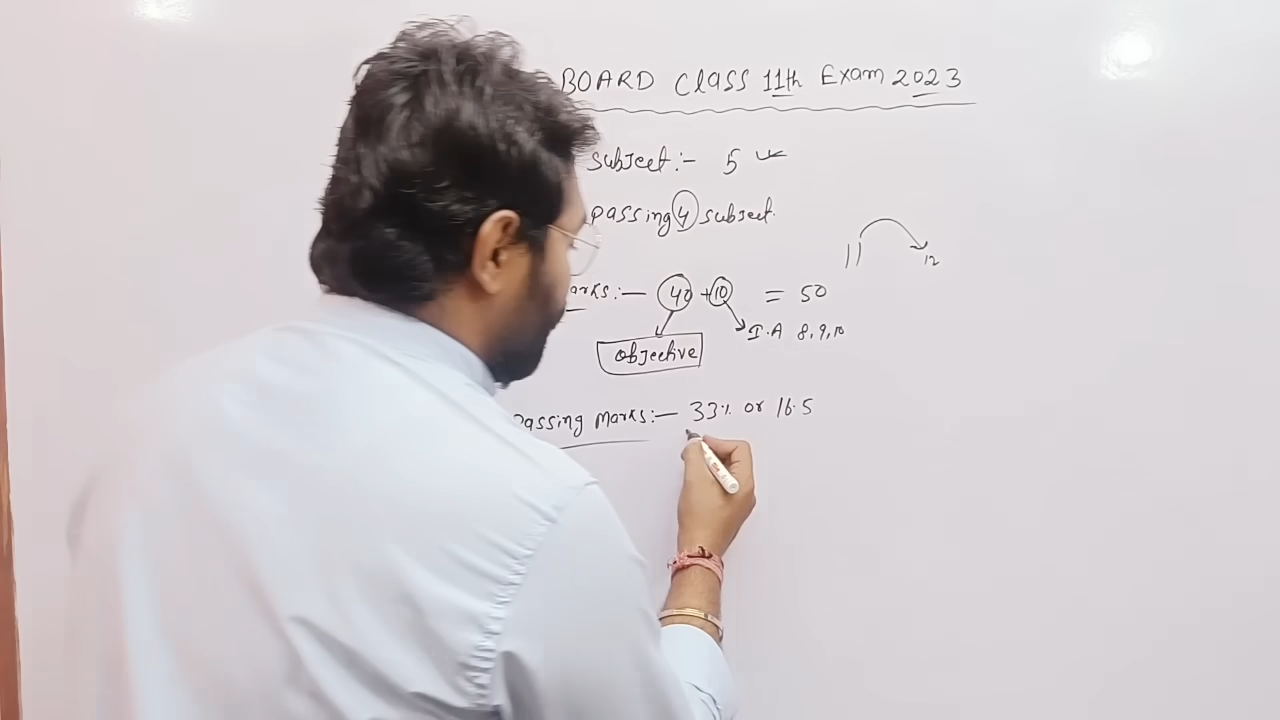 BOARD Class 11th Exam 2023
Subject:- 5
Passing 4 subject.
11 12
arks:- 40 + 10 = 50
I.A 8,9,10
Objective
Passing Marks:- 33% or 16.5